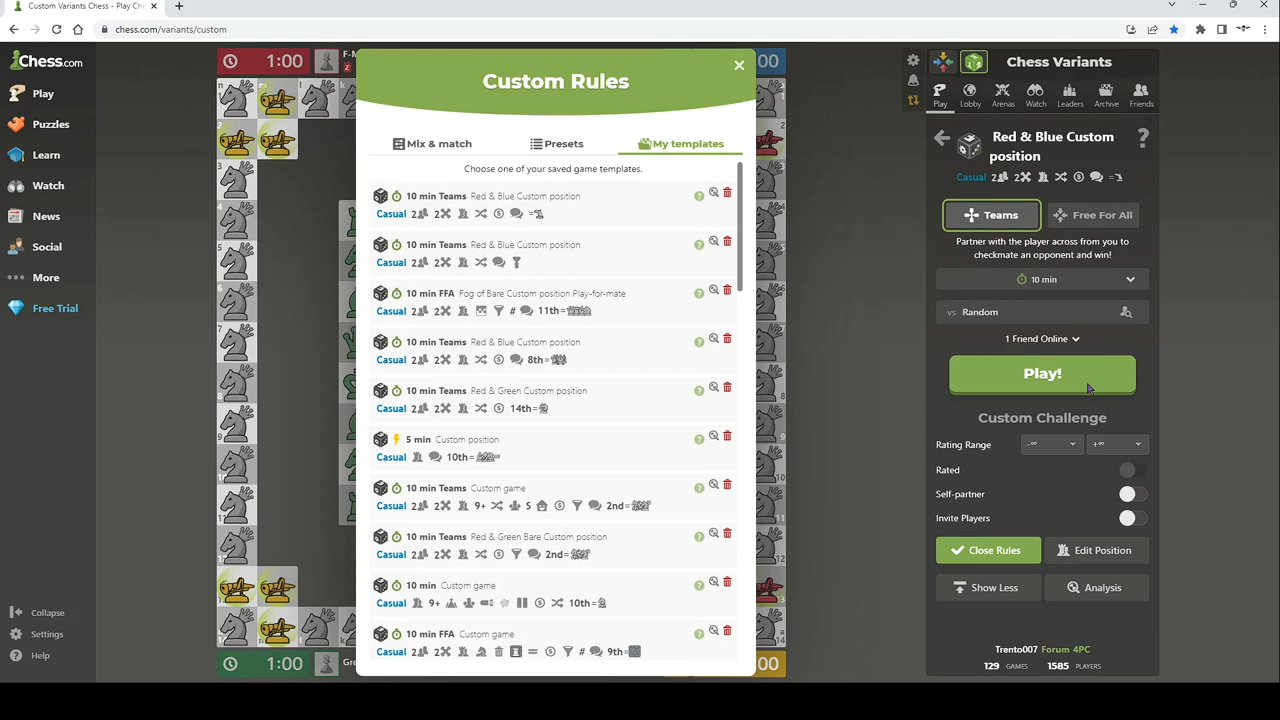 Custom Variants Chess - Play Ch
chess.com/variants/custom
Chess.com
Play
Puzzles
Learn
Watch
News
Social
More
Free Trial
Collapse
Settings
Help
1:00
F-M
1:00
Gre
:00
Custom Rules
Mix & match
Presets
My templates
Choose one of your saved game templates.
10 min Teams Red & Blue Custom position
Casual 2 2 =
10 min Teams Red & Blue Custom position
Casual 2 2
10 min FFA Fog of Bare Custom position Play-for-mate
Casual 2 2 # 11th=
10 min Teams Red & Blue Custom position
Casual 2 2 8th=
10 min Teams Red & Green Custom position
Casual 2 2 14th=
5 min Custom position
Casual 10th=
10 min Teams Custom game
Casual 2 2 9+ 5 2nd=
10 min Teams Red & Green Bare Custom position
Casual 2 2 2nd=
10 min Custom game
Casual 9+ 10th=
10 min FFA Custom game
Casual 2 2 = # 9th=
Chess Variants
Play
Lobby
Arenas
Watch
Leaders
Archive
Friends
Red & Blue Custom
position
Casual 2 2 =
Teams
Free For All
Partner with the player across from you to
checkmate an opponent and win!
10 min
vs Random
1 Friend Online
Play!
Custom Challenge
Rating Range -∞ +∞
Rated
Self-partner
Invite Players
Close Rules
Edit Position
Show Less
Analysis
Trento007 Forum 4PC
129 GAMES 1585 PLAYERS